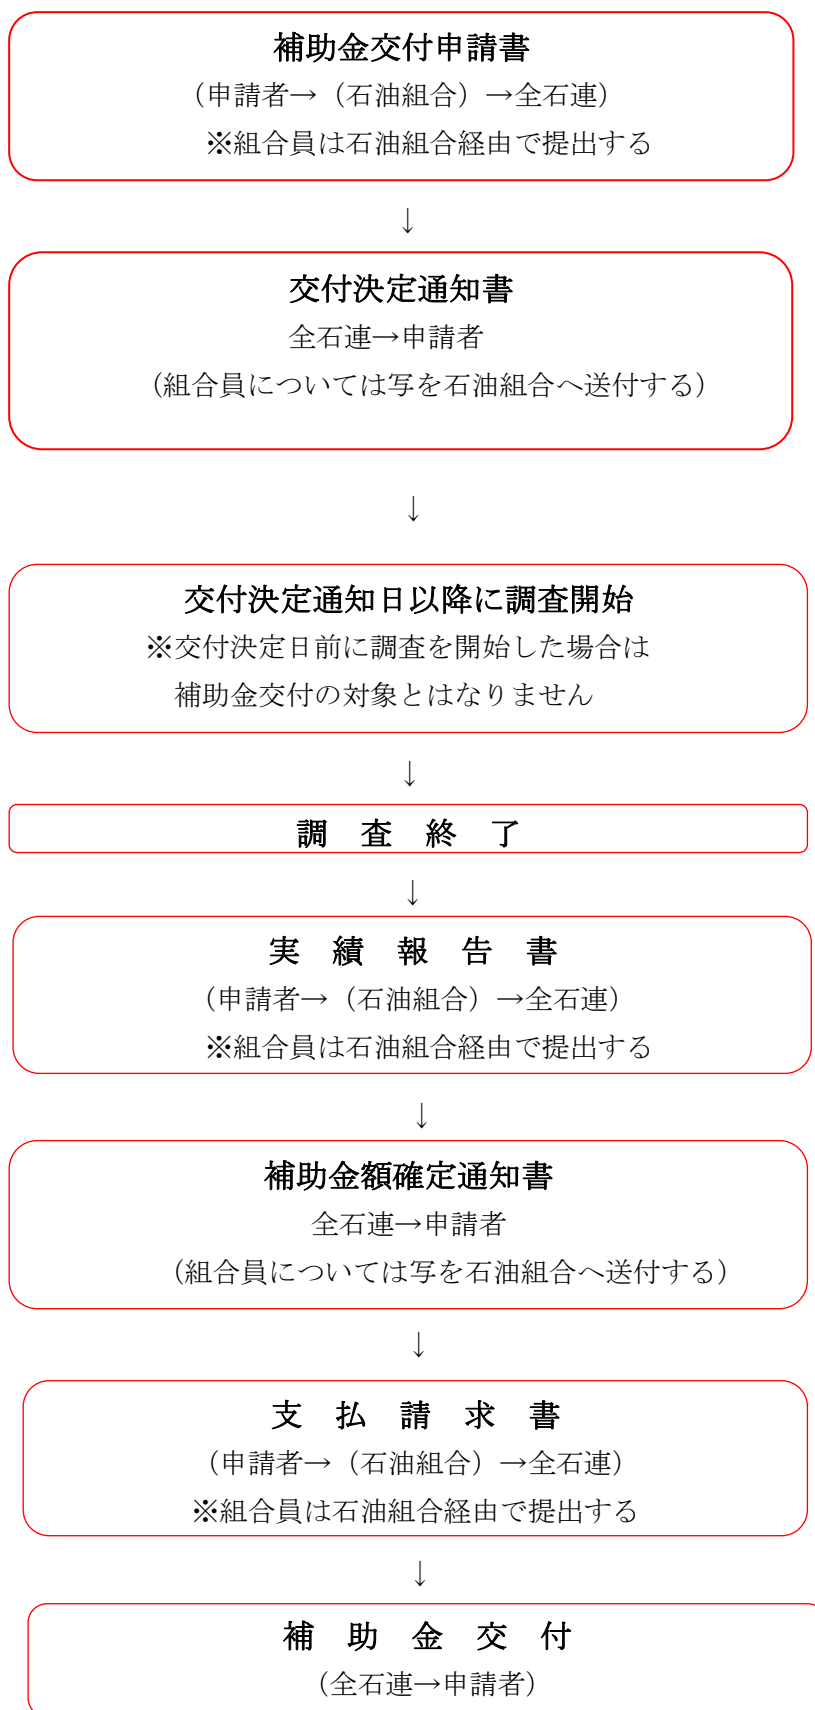 補助金交付申請書
（申請者→（石油組合）→全石連）
※組合員は石油組合経由で提出する
↓
交付決定通知書
全石連→申請者
（組合員については写を石油組合へ送付する）
↓
交付決定通知日以降に調査開始
※交付決定日前に調査を開始した場合は
補助金交付の対象とはなりません
↓
調　査　終　了
↓
実　績　報　告　書
（申請者→（石油組合）→全石連）
※組合員は石油組合経由で提出する
↓
補助金額確定通知書
全石連→申請者
（組合員については写を石油組合へ送付する）
↓
支　払　請　求　書
（申請者→（石油組合）→全石連）
※組合員は石油組合経由で提出する
↓
補　助　金　交　付
（全石連→申請者）